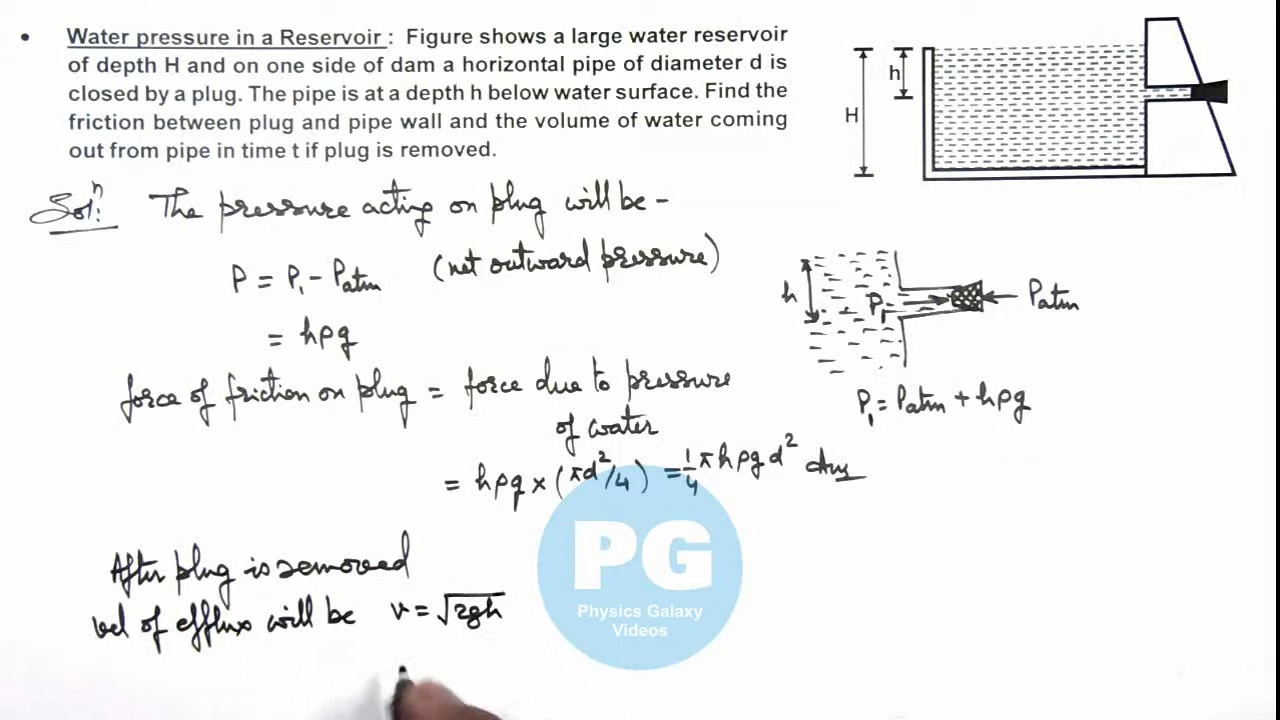 • Water pressure in a Reservoir : Figure shows a large water reservoir
of depth H and on one side of dam a horizontal pipe of diameter d is
closed by a plug. The pipe is at a depth h below water surface. Find the
friction between plug and pipe wall and the volume of water coming
out from pipe in time t if plug is removed.
h
H
Solⁿ: The pressure acting on plug will be –
P = P₁ – Patm (net outward pressure)
= hρg
h
P₁
Patm
P₁ = Patm + hρg
force of friction on plug = force due to pressure
of water
= hρg × (πd²/4) = 1/4 πhρgd² Ans
After plug is removed
vel of efflux will be v = √2gh
PG
Physics Galaxy
Videos